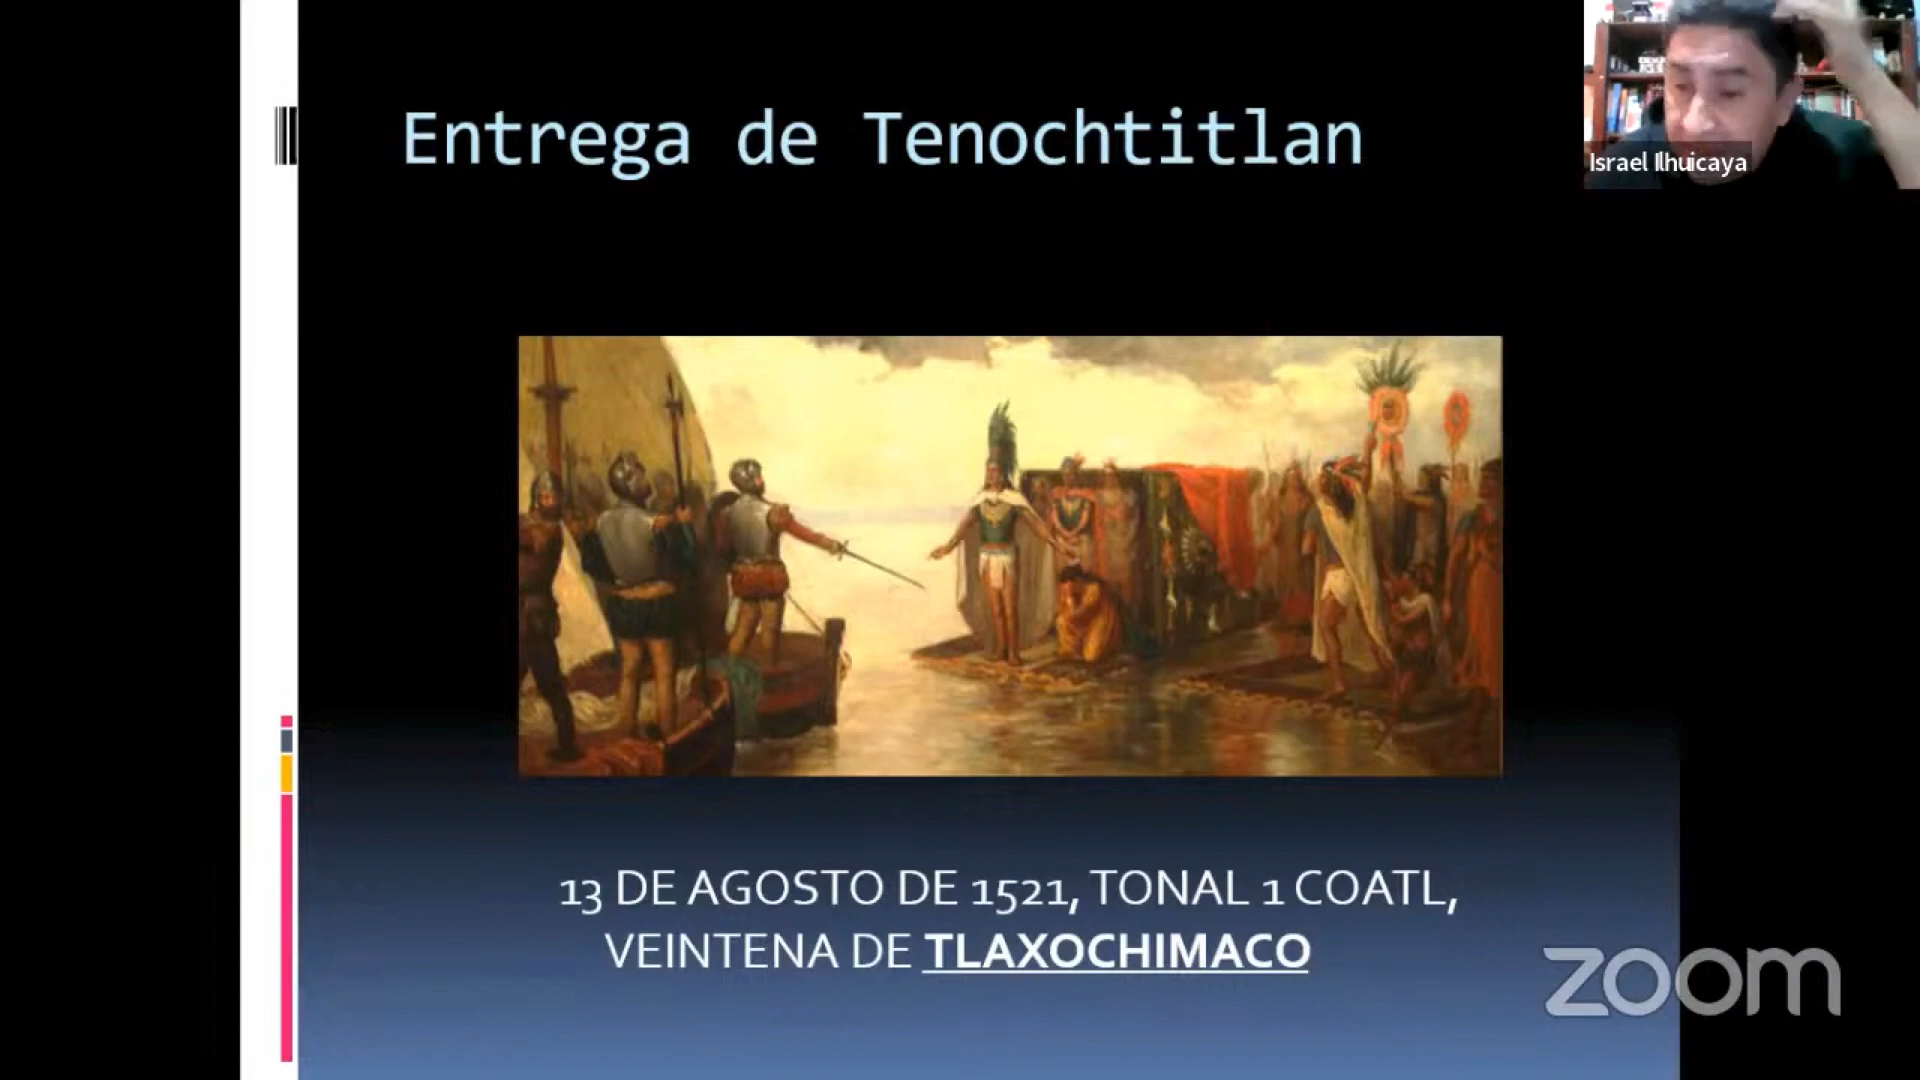 Entrega de Tenochtitlan
Israel Ilhuicaya
13 DE AGOSTO DE 1521, TONAL 1 COATL,
VEINTENA DE TLAXOCHIMACO
zoom